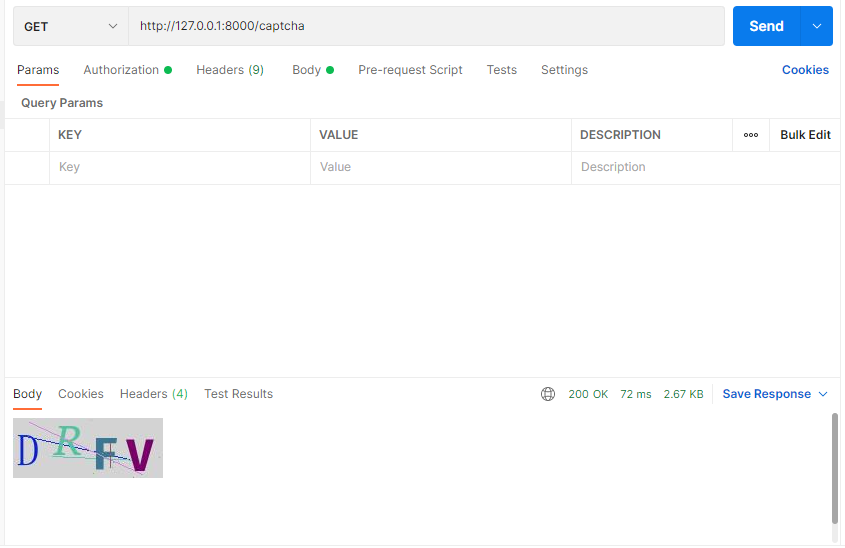 GET http://127.0.0.1:8000/captcha Send
Params Authorization Headers (9) Body Pre-request Script Tests Settings Cookies
Query Params
KEY VALUE DESCRIPTION ooo Bulk Edit
Key Value Description
Body Cookies Headers (4) Test Results 200 OK 72 ms 2.67 KB Save Response
D R F V